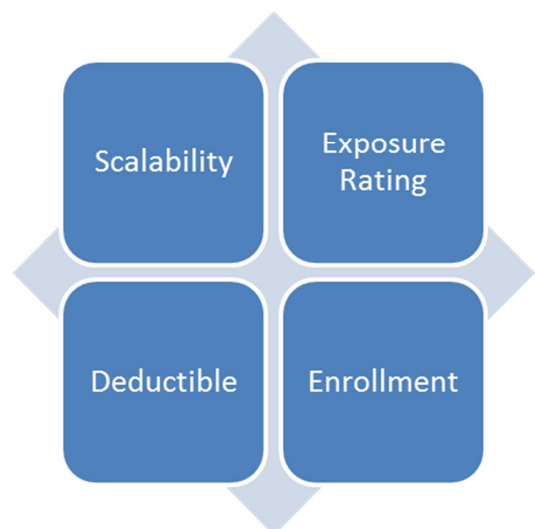 Scalability
Exposure
Rating
Deductible
Enrollment